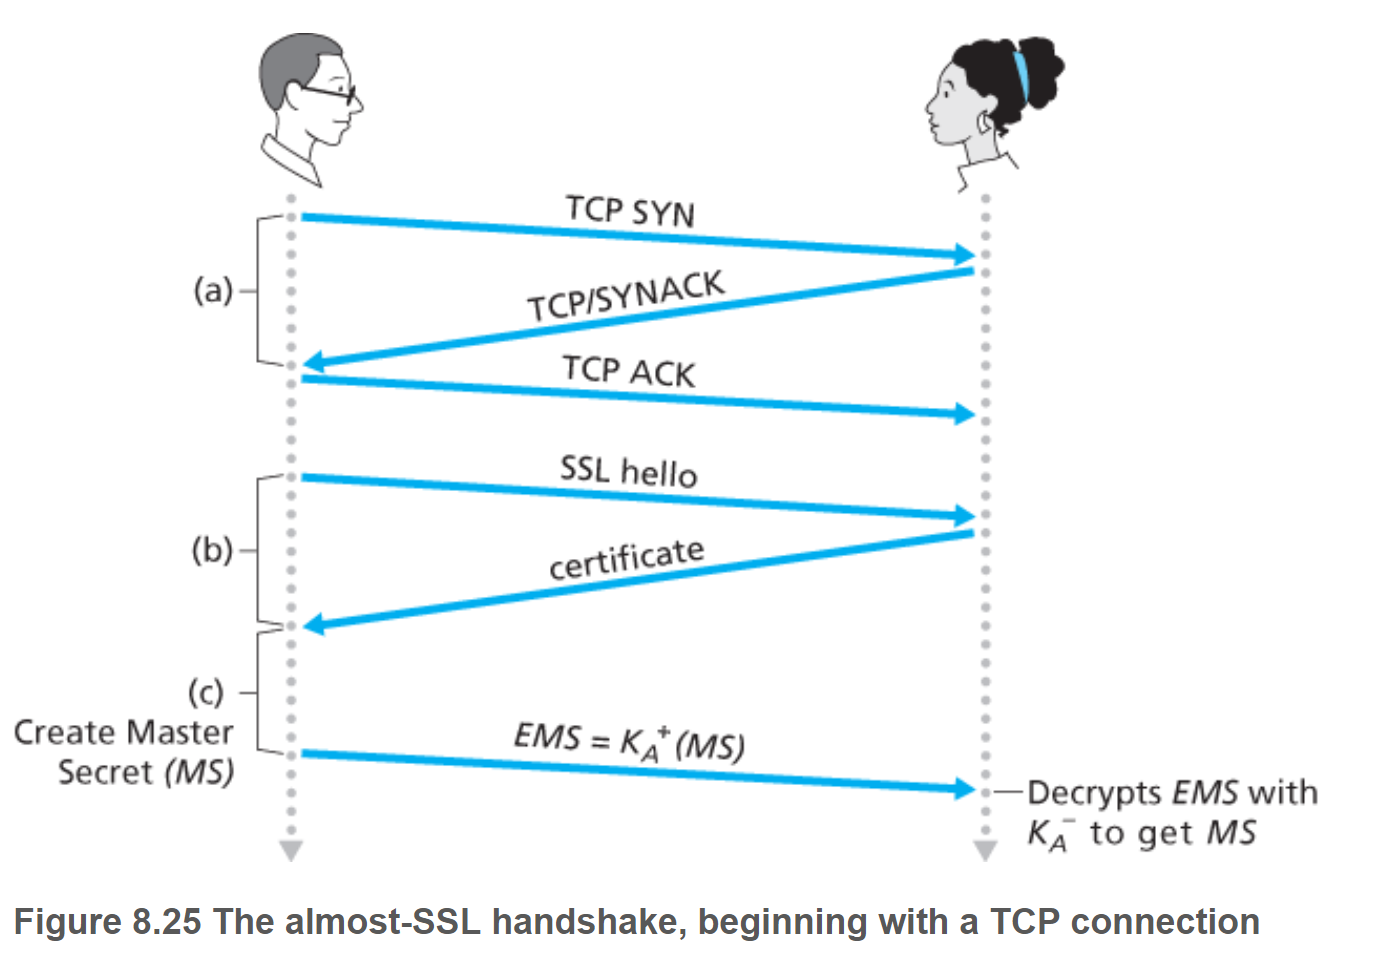 TCP SYN
(a)
TCP/SYNACK
TCP ACK
SSL hello
(b)
certificate
(c)
Create Master
Secret (MS)
EMS = K_A^+ (MS)
Decrypts EMS with
K_A^− to get MS
Figure 8.25 The almost-SSL handshake, beginning with a TCP connection